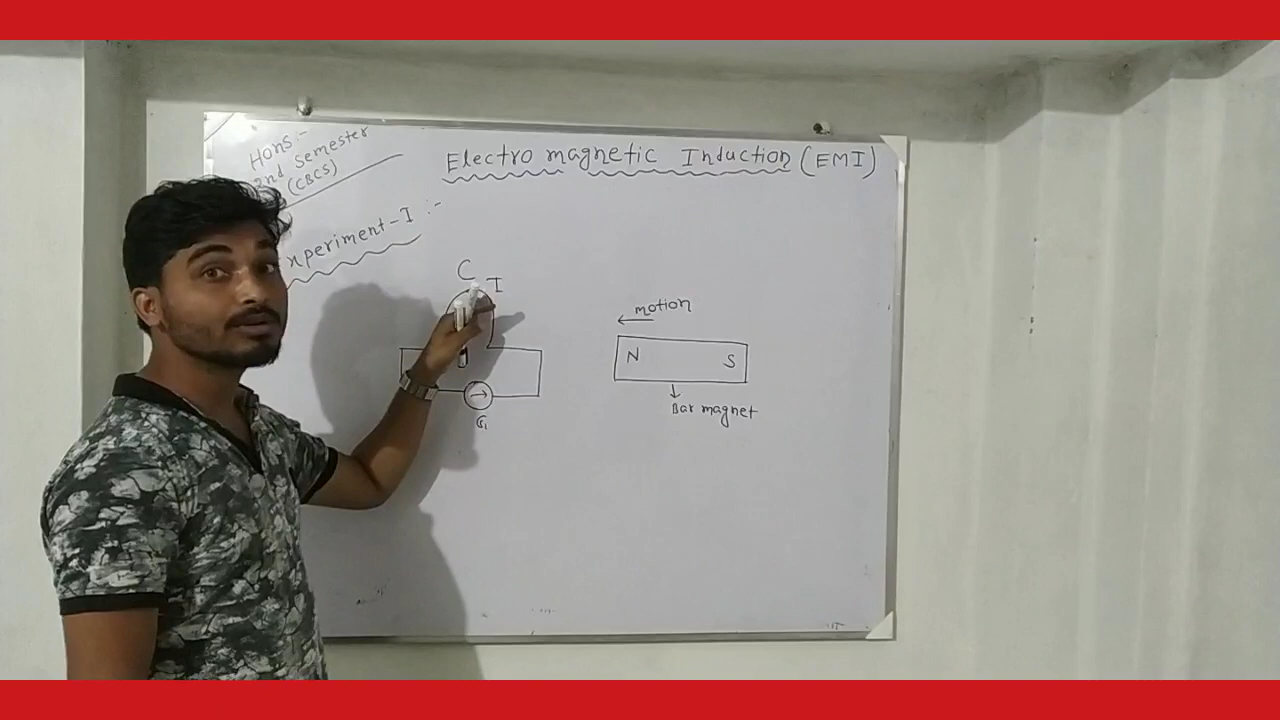 Hons:-
2nd Semester
(CBCS)
Electro magnetic Induction (EMI)
xperiment-I :-
C
I
G
motion
N S
Bar magnet